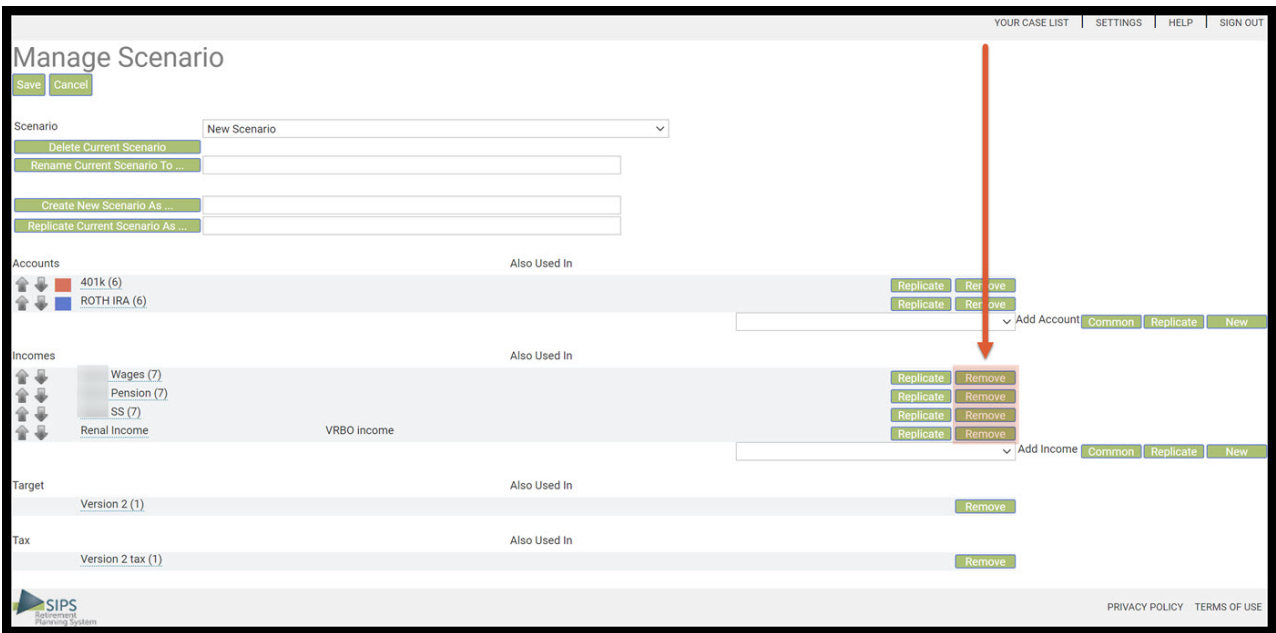 YOUR CASE LIST SETTINGS HELP SIGN OUT
Manage Scenario
Save Cancel
Scenario New Scenario
Delete Current Scenario
Rename Current Scenario To ...
Create New Scenario As ...
Replicate Current Scenario As ...
Accounts Also Used In
401k (6) Replicate Remove
ROTH IRA (6) Replicate Remove
Add Account Common Replicate New
Incomes Also Used In
Wages (7) Replicate Remove
Pension (7) Replicate Remove
SS (7) Replicate Remove
Renal Income VRBO income Replicate Remove
Add Income Common Replicate New
Target Also Used In
Version 2 (1) Remove
Tax Also Used In
Version 2 tax (1) Remove
SIPS
Retirement
Planning System
PRIVACY POLICY TERMS OF USE